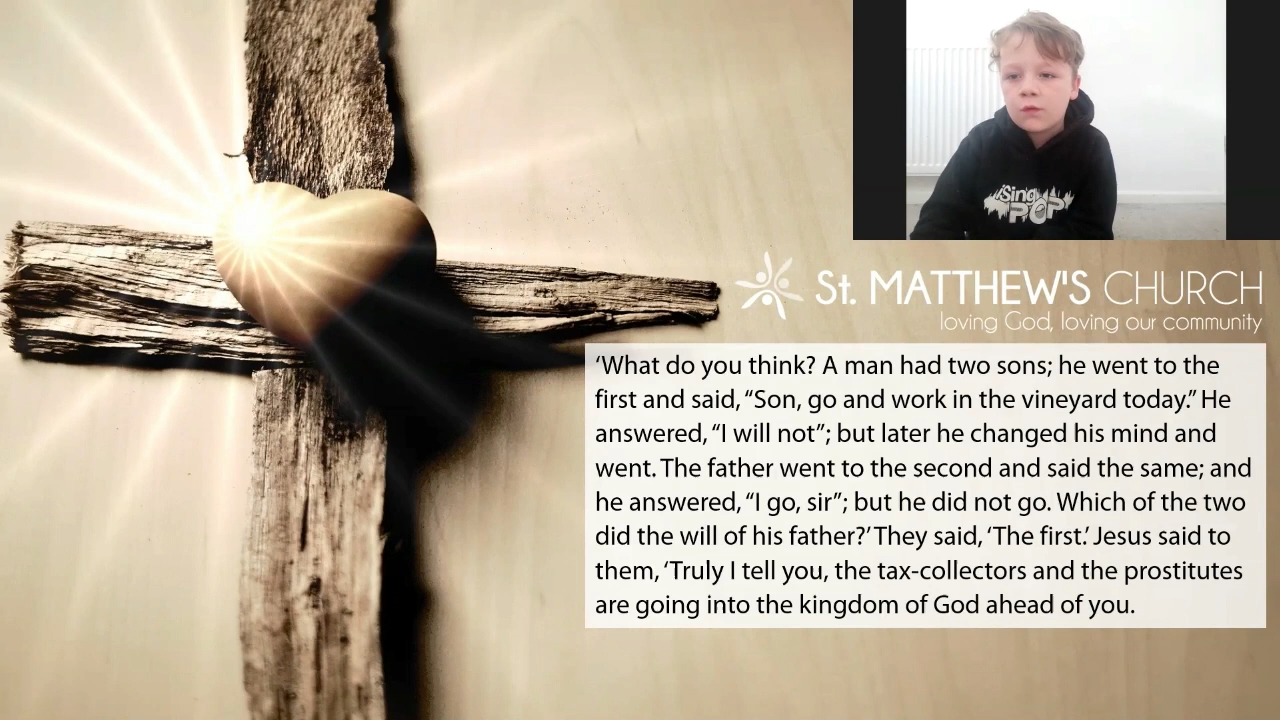 Sing
POP
St. MATTHEW'S CHURCH
loving God, loving our community
‘What do you think? A man had two sons; he went to the
first and said, “Son, go and work in the vineyard today.” He
answered, “I will not”; but later he changed his mind and
went. The father went to the second and said the same; and
he answered, “I go, sir”; but he did not go. Which of the two
did the will of his father?’ They said, ‘The first.’ Jesus said to
them, ‘Truly I tell you, the tax-collectors and the prostitutes
are going into the kingdom of God ahead of you.